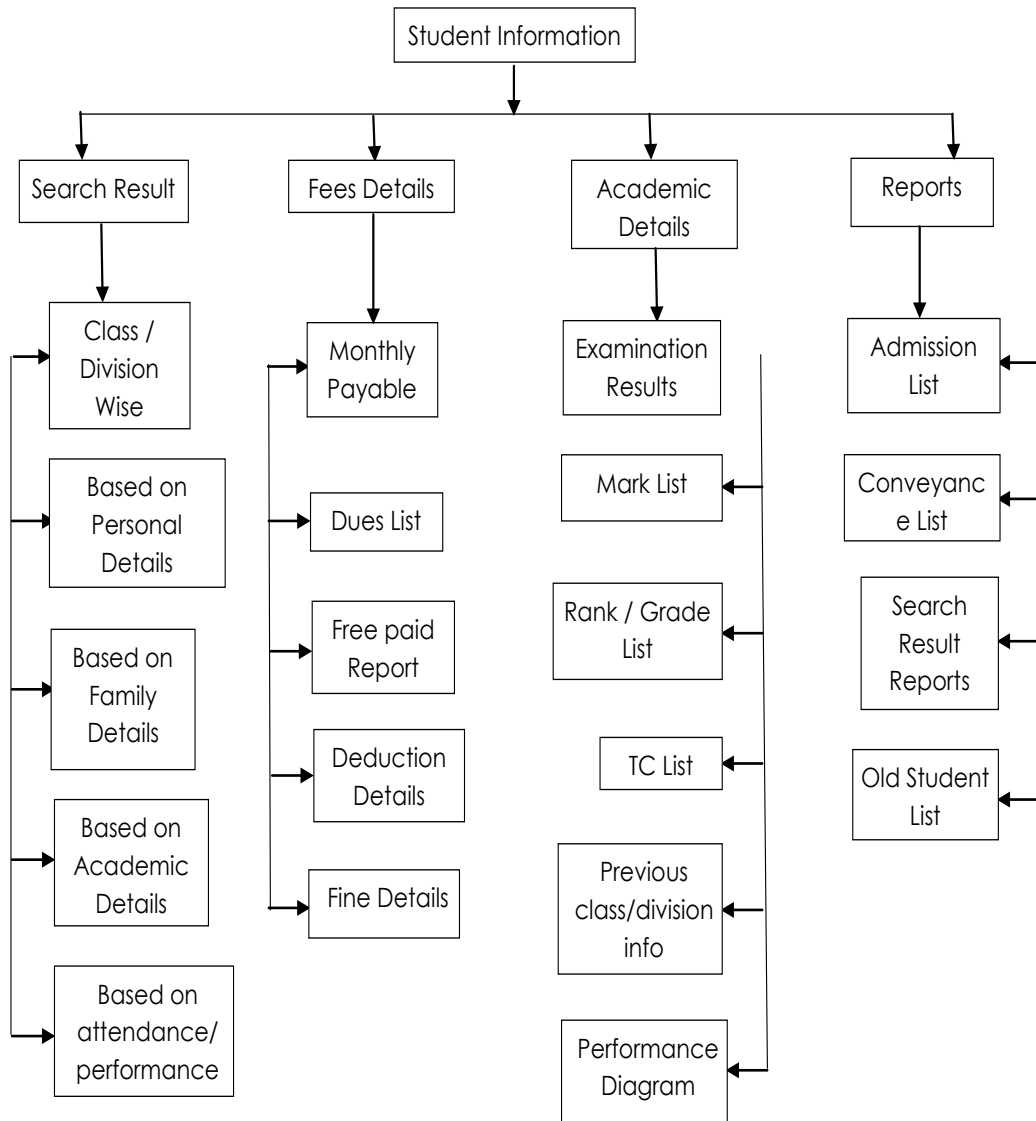 Student Information
Search Result
Fees Details
Academic
Details
Reports
Class /
Division
Wise
Based on
Personal
Details
Based on
Family
Details
Based on
Academic
Details
Based on
attendance/
performance
Monthly
Payable
Dues List
Free paid
Report
Deduction
Details
Fine Details
Examination
Results
Mark List
Rank / Grade
List
TC List
Previous
class/division
info
Performance
Diagram
Admission
List
Conveyanc
e List
Search
Result
Reports
Old Student
List